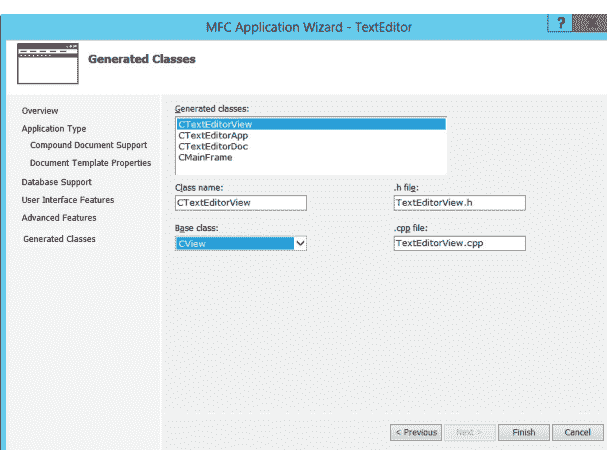 MFC Application Wizard - TextEditor
?
Generated Classes
Overview
Application Type
Compound Document Support
Document Template Properties
Database Support
User Interface Features
Advanced Features
Generated Classes
Generated classes:
CTextEditorView
CTextEditorApp
CTextEditorDoc
CMainFrame
Class name:
.h file:
CTextEditorView
TextEditorView.h
Base class:
.cpp file:
CView
TextEditorView.cpp
< Previous
Next >
Finish
Cancel